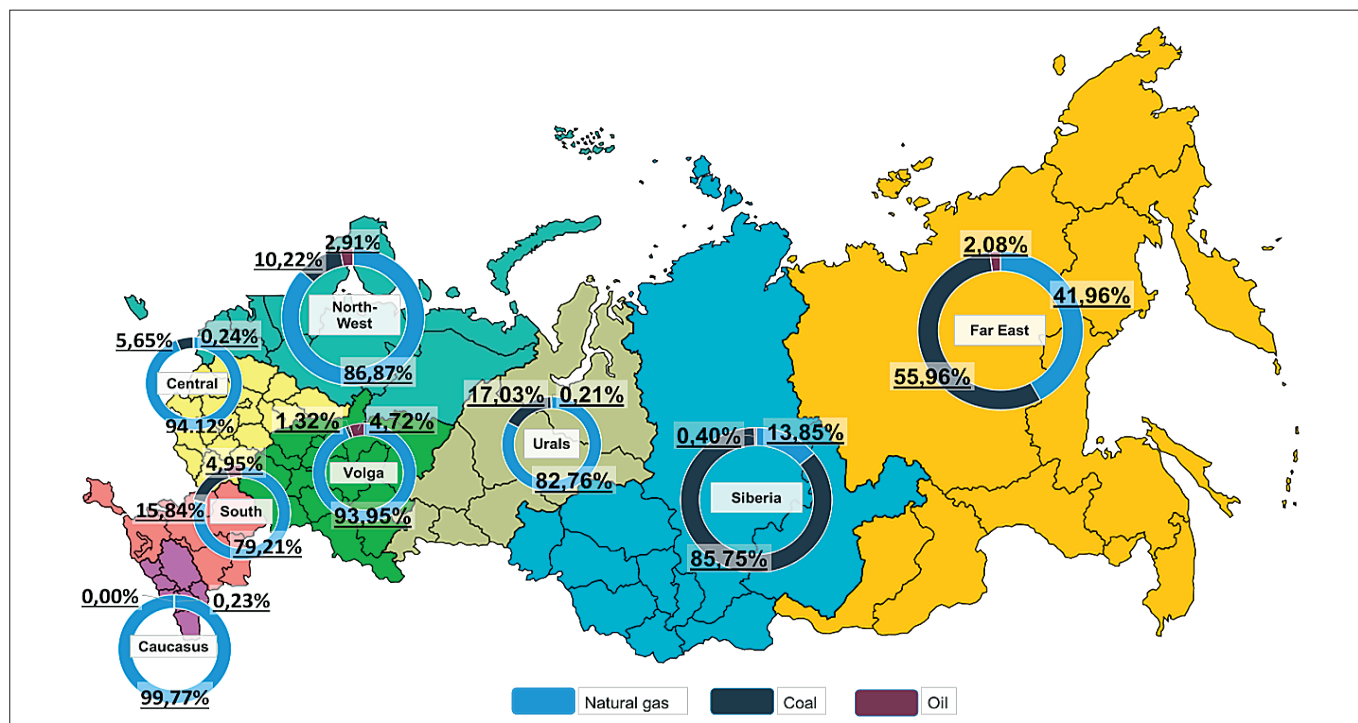 2,91%
10,22%
North-
West
86,87%
2,08%
41,96%
Far East
55,96%
5,65%
0,24%
Central
94.12%
17,03%
0,21%
Urals
82,76%
1,32%
4,72%
Volga
93,95%
0,40%
13,85%
Siberia
85,75%
4,95%
15,84%
South
79,21%
0,00%
0,23%
Caucasus
99,77%
Natural gas
Coal
Oil